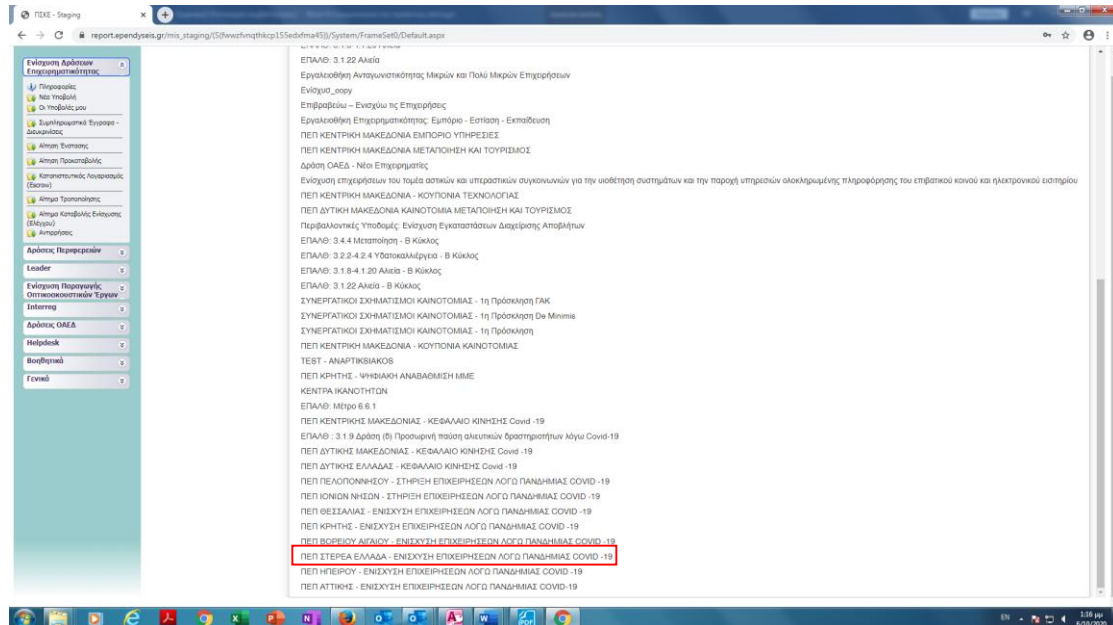 ΠΣΚΕ - Staging
report.ependyseis.gr/mis_staging/(S(fwwzfvnqthkcp155edxfma45))/System/FrameSet0/Default.aspx
Ενίσχυση Δράσεων
Επιχειρηματικότητας
Πληροφορίες
Νέα Υποβολή
Οι Υποβολές μου
Συμπληρωματικά Έγγραφα -
Διευκρινίσεις
Αίτηση Ένστασης
Αίτηση Προκαταβολής
Καταπιστευτικός Λογαριασμός
(Escrow)
Αίτημα Τροποποίησης
Αίτημα Καταβολής Ενίσχυσης
(Ελέγχου)
Αντιρρήσεις
Δράσεις Περιφερειών
Leader
Ενίσχυση Παραγωγής
Οπτικοακουστικών Έργων
Interreg
Δράσεις ΟΑΕΔ
Helpdesk
Βοηθητικά
Γενικά
ΕΠΑΛΘ: 3.1.22 Αλιεία
Εργαλειοθήκη Ανταγωνιστικότητας Μικρών και Πολύ Μικρών Επιχειρήσεων
Ενίσχυσ_copy
Επιβραβεύω – Ενισχύω τις Επιχειρήσεις
Εργαλειοθήκη Επιχειρηματικότητας: Εμπόριο - Εστίαση - Εκπαίδευση
ΠΕΠ ΚΕΝΤΡΙΚΗ ΜΑΚΕΔΟΝΙΑ ΕΜΠΟΡΙΟ ΥΠΗΡΕΣΙΕΣ
ΠΕΠ ΚΕΝΤΡΙΚΗ ΜΑΚΕΔΟΝΙΑ ΜΕΤΑΠΟΙΗΣΗ ΚΑΙ ΤΟΥΡΙΣΜΟΣ
Δράση ΟΑΕΔ - Νέοι Επιχειρηματίες
Ενίσχυση επιχειρήσεων του τομέα αστικών και υπεραστικών συγκοινωνιών για την υιοθέτηση συστημάτων και την παροχή υπηρεσιών ολοκληρωμένης πληροφόρησης του επιβατικού κοινού και ηλεκτρονικού εισιτηρίου
ΠΕΠ ΚΕΝΤΡΙΚΗ ΜΑΚΕΔΟΝΙΑ - ΚΟΥΠΟΝΙΑ ΤΕΧΝΟΛΟΓΙΑΣ
ΠΕΠ ΔΥΤΙΚΗ ΜΑΚΕΔΟΝΙΑ ΚΑΙΝΟΤΟΜΙΑ ΜΕΤΑΠΟΙΗΣΗ ΚΑΙ ΤΟΥΡΙΣΜΟΣ
Περιβαλλοντικές Υποδομές: Ενίσχυση Εγκαταστάσεων Διαχείρισης Αποβλήτων
ΕΠΑΛΘ: 3.4.4 Μεταποίηση - Β Κύκλος
ΕΠΑΛΘ: 3.2.2-4.2.4 Υδατοκαλλιέργεια - Β Κύκλος
ΕΠΑΛΘ: 3.1.8-4.1.20 Αλιεία - Β Κύκλος
ΕΠΑΛΘ: 3.1.22 Αλιεία - Β Κύκλος
ΣΥΝΕΡΓΑΤΙΚΟΙ ΣΧΗΜΑΤΙΣΜΟΙ ΚΑΙΝΟΤΟΜΙΑΣ - 1η Πρόσκληση ΓΑΚ
ΣΥΝΕΡΓΑΤΙΚΟΙ ΣΧΗΜΑΤΙΣΜΟΙ ΚΑΙΝΟΤΟΜΙΑΣ - 1η Πρόσκληση De Minimis
ΣΥΝΕΡΓΑΤΙΚΟΙ ΣΧΗΜΑΤΙΣΜΟΙ ΚΑΙΝΟΤΟΜΙΑΣ - 1η Πρόσκληση
ΠΕΠ ΚΕΝΤΡΙΚΗ ΜΑΚΕΔΟΝΙΑ - ΚΟΥΠΟΝΙΑ ΚΑΙΝΟΤΟΜΙΑΣ
TEST - ANAPTIKSIAKOS
ΠΕΠ ΚΡΗΤΗΣ - ΨΗΦΙΑΚΗ ΑΝΑΒΑΘΜΙΣΗ ΜΜΕ
ΚΕΝΤΡΑ ΙΚΑΝΟΤΗΤΩΝ
ΕΠΑΛΘ: Μέτρο 6.6.1
ΠΕΠ ΚΕΝΤΡΙΚΗΣ ΜΑΚΕΔΟΝΙΑΣ - ΚΕΦΑΛΑΙΟ ΚΙΝΗΣΗΣ Covid -19
ΕΠΑΛΘ : 3.1.9 Δράση (δ) Προσωρινή παύση αλιευτικών δραστηριοτήτων λόγω Covid-19
ΠΕΠ ΔΥΤΙΚΗΣ ΜΑΚΕΔΟΝΙΑΣ - ΚΕΦΑΛΑΙΟ ΚΙΝΗΣΗΣ Covid -19
ΠΕΠ ΔΥΤΙΚΗΣ ΕΛΛΑΔΑΣ - ΚΕΦΑΛΑΙΟ ΚΙΝΗΣΗΣ Covid -19
ΠΕΠ ΠΕΛΟΠΟΝΝΗΣΟΥ - ΣΤΗΡΙΞΗ ΕΠΙΧΕΙΡΗΣΕΩΝ ΛΟΓΩ ΠΑΝΔΗΜΙΑΣ COVID -19
ΠΕΠ ΙΟΝΙΩΝ ΝΗΣΩΝ - ΣΤΗΡΙΞΗ ΕΠΙΧΕΙΡΗΣΕΩΝ ΛΟΓΩ ΠΑΝΔΗΜΙΑΣ COVID -19
ΠΕΠ ΘΕΣΣΑΛΙΑΣ - ΕΝΙΣΧΥΣΗ ΕΠΙΧΕΙΡΗΣΕΩΝ ΛΟΓΩ ΠΑΝΔΗΜΙΑΣ COVID -19
ΠΕΠ ΚΡΗΤΗΣ - ΕΝΙΣΧΥΣΗ ΕΠΙΧΕΙΡΗΣΕΩΝ ΛΟΓΩ ΠΑΝΔΗΜΙΑΣ COVID -19
ΠΕΠ ΒΟΡΕΙΟΥ ΑΙΓΑΙΟΥ - ΕΝΙΣΧΥΣΗ ΕΠΙΧΕΙΡΗΣΕΩΝ ΛΟΓΩ ΠΑΝΔΗΜΙΑΣ COVID -19
ΠΕΠ ΣΤΕΡΕΑ ΕΛΛΑΔΑ - ΕΝΙΣΧΥΣΗ ΕΠΙΧΕΙΡΗΣΕΩΝ ΛΟΓΩ ΠΑΝΔΗΜΙΑΣ COVID -19
ΠΕΠ ΗΠΕΙΡΟΥ - ΕΝΙΣΧΥΣΗ ΕΠΙΧΕΙΡΗΣΕΩΝ ΛΟΓΩ ΠΑΝΔΗΜΙΑΣ COVID -19
ΠΕΠ ΑΤΤΙΚΗΣ - ΕΝΙΣΧΥΣΗ ΕΠΙΧΕΙΡΗΣΕΩΝ ΛΟΓΩ ΠΑΝΔΗΜΙΑΣ COVID-19
EN
1:16 μμ
6/10/2020